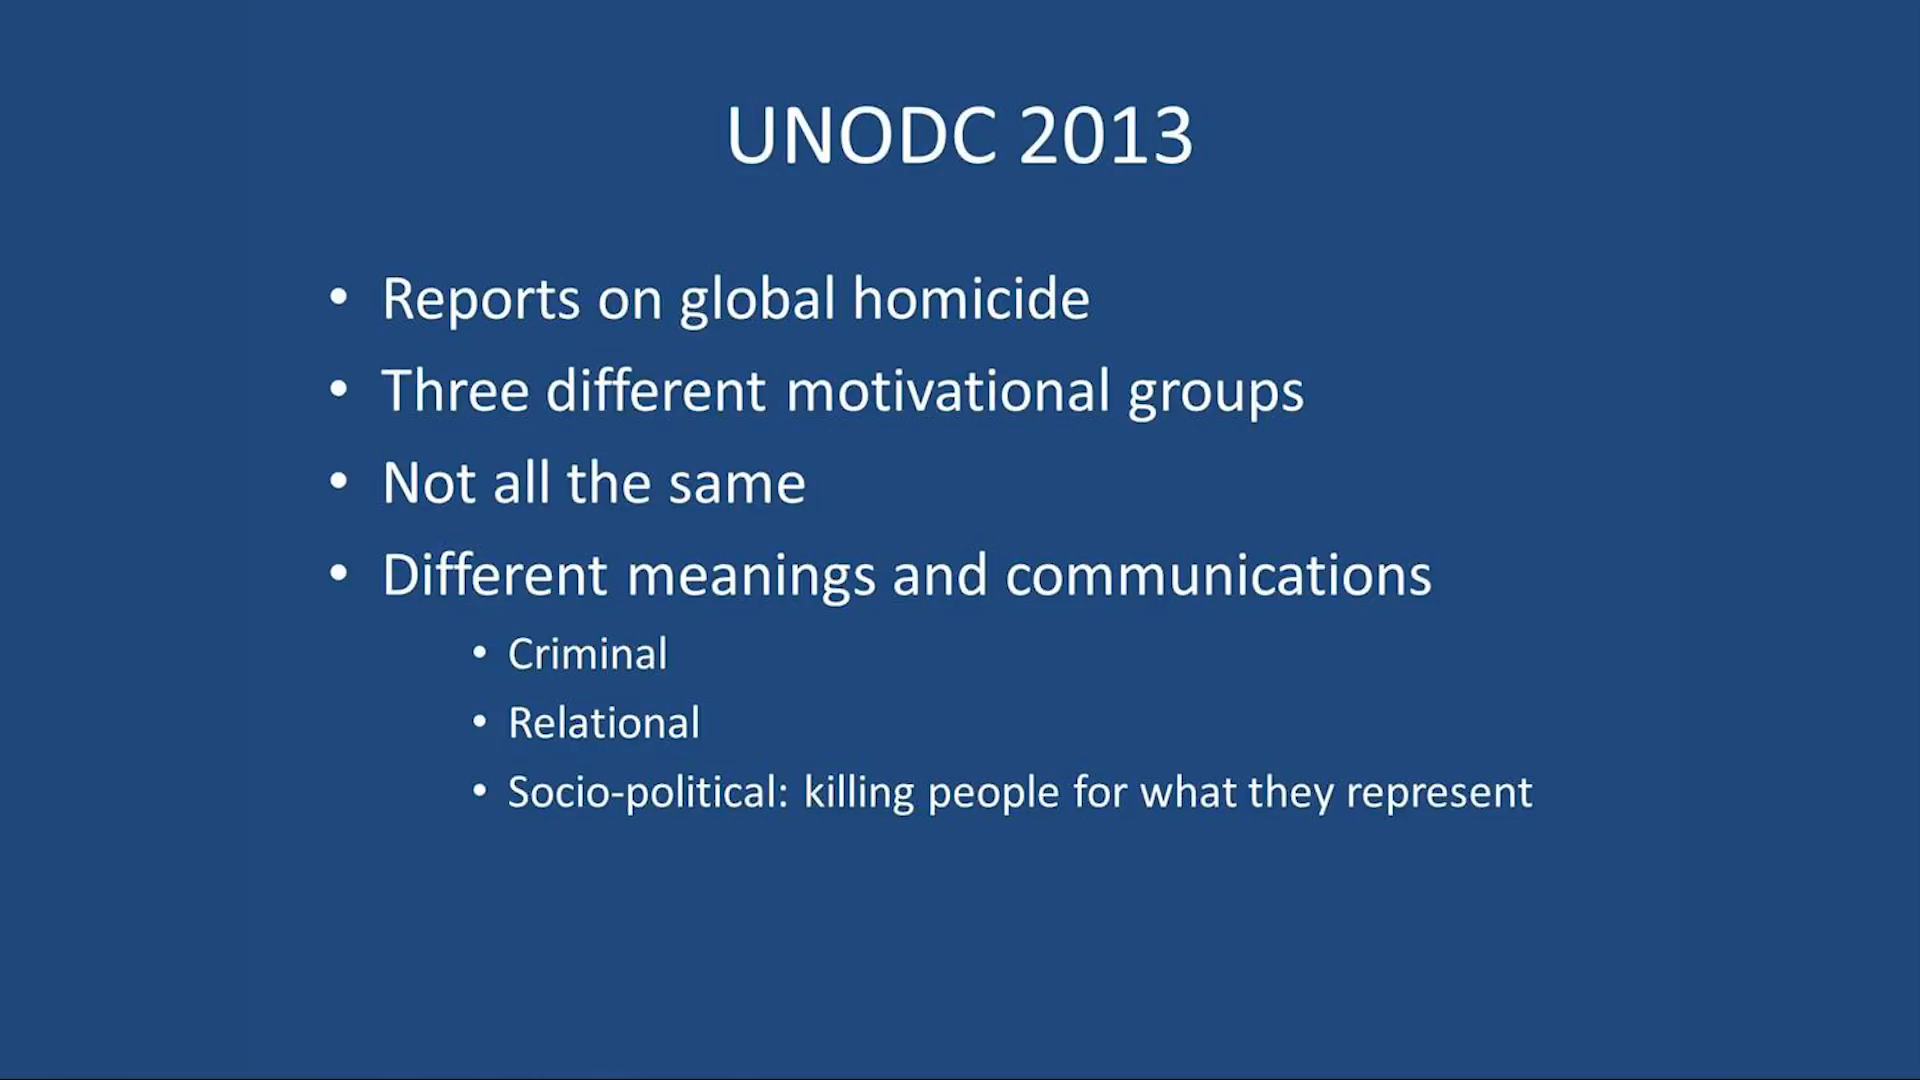 UNODC 2013
• Reports on global homicide
• Three different motivational groups
• Not all the same
• Different meanings and communications
• Criminal
• Relational
• Socio-political: killing people for what they represent